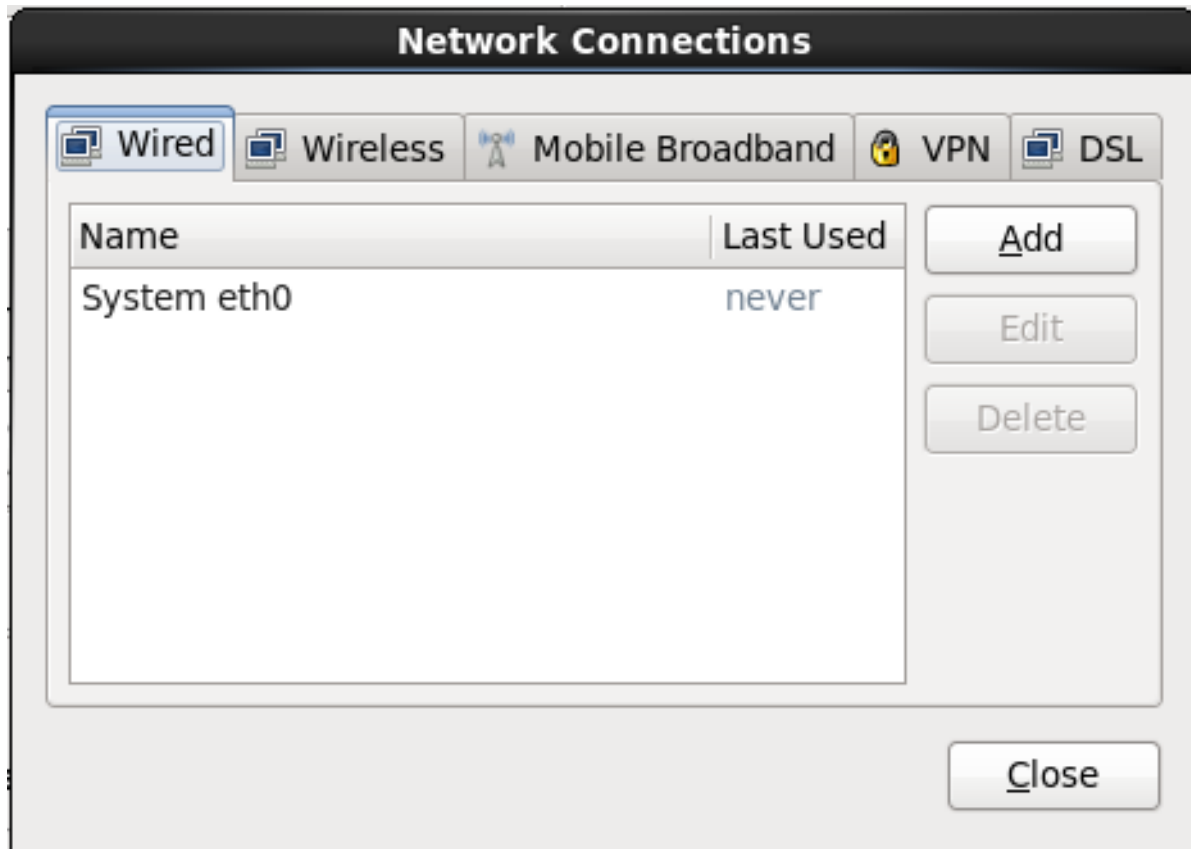 Network Connections
Wired Wireless Mobile Broadband VPN DSL
Name Last Used
System eth0 never
Add
Edit
Delete
Close